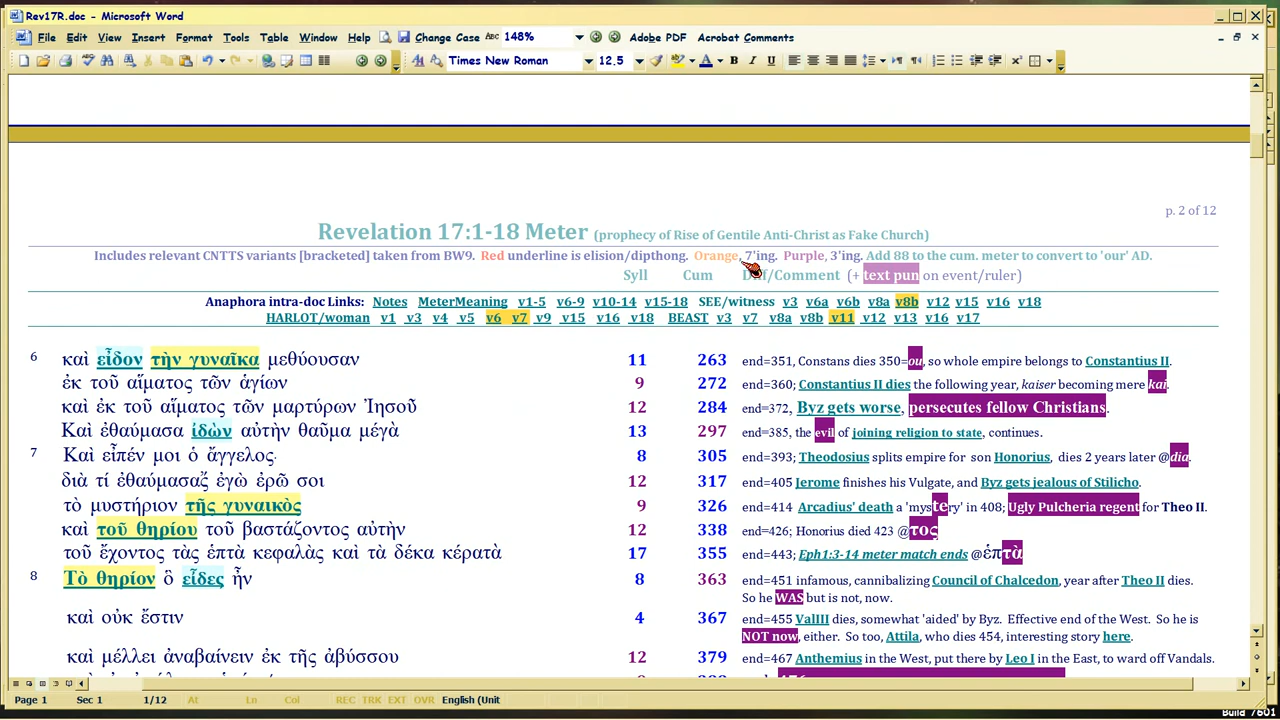 Rev17R.doc - Microsoft Word
File Edit View Insert Format Tools Table Window Help Change Case ABC 148% Adobe PDF Acrobat Comments
Times New Roman 12.5 A B I U
p. 2 of 12
Revelation 17:1-18 Meter (prophecy of Rise of Gentile Anti-Christ as Fake Church)
Includes relevant CNTTS variants [bracketed] taken from BW9. Red underline is elision/dipthong. Orange, 7'ing. Purple, 3'ing. Add 88 to the cum. meter to convert to 'our' AD.
Syll Cum Diff/Comment (+ text pun on event/ruler)
Anaphora intra-doc Links: Notes MeterMeaning v1-5 v6-9 v10-14 v15-18 SEE/witness v3 v6a v6b v8a v8b v12 v15 v16 v18
HARLOT/woman v1 v3 v4 v5 v6 v7 v9 v15 v16 v18 BEAST v3 v7 v8a v8b v11 v12 v13 v16 v17
6 καὶ εἶδον τὴν γυναῖκα μεθύουσαν 11 263 end=351, Constans dies 350=ou, so whole empire belongs to Constantius II.
ἐκ τοῦ αἵματος τῶν ἁγίων 9 272 end=360; Constantius II dies the following year, kaiser becoming mere kai.
καὶ ἐκ τοῦ αἵματος τῶν μαρτύρων Ἰησοῦ 12 284 end=372, Byz gets worse, persecutes fellow Christians.
Καὶ ἐθαύμασα ἰδὼν αὐτὴν θαῦμα μέγὰ 13 297 end=385, the evil of joining religion to state, continues.
7 Καὶ εἶπέν μοι ὁ ἄγγελος· 8 305 end=393; Theodosius splits empire for son Honorius, dies 2 years later @dia.
διὰ τί ἐθαύμασαξ ἐγὼ ἐρῶ σοι 12 317 end=405 Jerome finishes his Vulgate, and Byz gets jealous of Stilicho.
τὸ μυστήριον τῆς γυναικὸς 9 326 end=414 Arcadius' death a 'mystery' in 408; Ugly Pulcheria regent for Theo II.
καὶ τοῦ θηρίου τοῦ βαστάζοντος αὐτὴν 12 338 end=426; Honorius died 423 @τος
τοῦ ἔχοντος τὰς ἑπτὰ κεφαλὰς καὶ τὰ δέκα κέρατὰ 17 355 end=443; Eph1:3-14 meter match ends @ἑπτὰ
8 Τὸ θηρίον ὃ εἶδες ἦν 8 363 end=451 infamous, cannibalizing Council of Chalcedon, year after Theo II dies.
So he WAS but is not, now.
καὶ οὐκ ἔστιν 4 367 end=455 ValIII dies, somewhat 'aided' by Byz. Effective end of the West. So he is
NOT now, either. So too, Attila, who dies 454, interesting story here.
καὶ μέλλει ἀναβαίνειν ἐκ τῆς ἀβύσσου 12 379 end=467 Anthemius in the West, put there by Leo I in the East, to ward off Vandals.
Page 1 Sec 1 1/12 At Ln Col REC TRK EXT OVR English (Unit
Build 7601